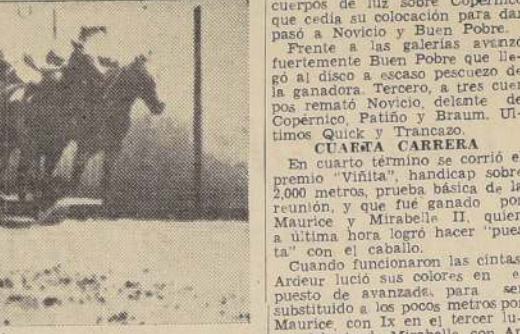 cuerpos de luz sobre Copérnico
que cedía su colocación para dar
pasó a Novicio y Buen Pobre.
Frente a las galerías avanzó
fuertemente Buen Pobre que lle-
gó al disco a escaso pescuezo de
la ganadora. Tercero, a tres cuer
pos remató Novicio, delante de
Copérnico, Patiño y Braum. Ul-
timos Quick y Trancazo.
CUARTA CARRERA
En cuarto término se corrió el
premio "Viñita", handicap sobre
2,000 metros, prueba básica de la
reunión, y que fué ganado por
Maurice y Mirabelle II, quien
a última hora logró hacer "pues
ta" con el caballo.
Cuando funcionaron las cintas,
Ardeur lució sus colores en el
puesto de avanzada, para ser
substituido a los pocos metros por
Maurice, con Ix en el tercer lu-
Mirabelle